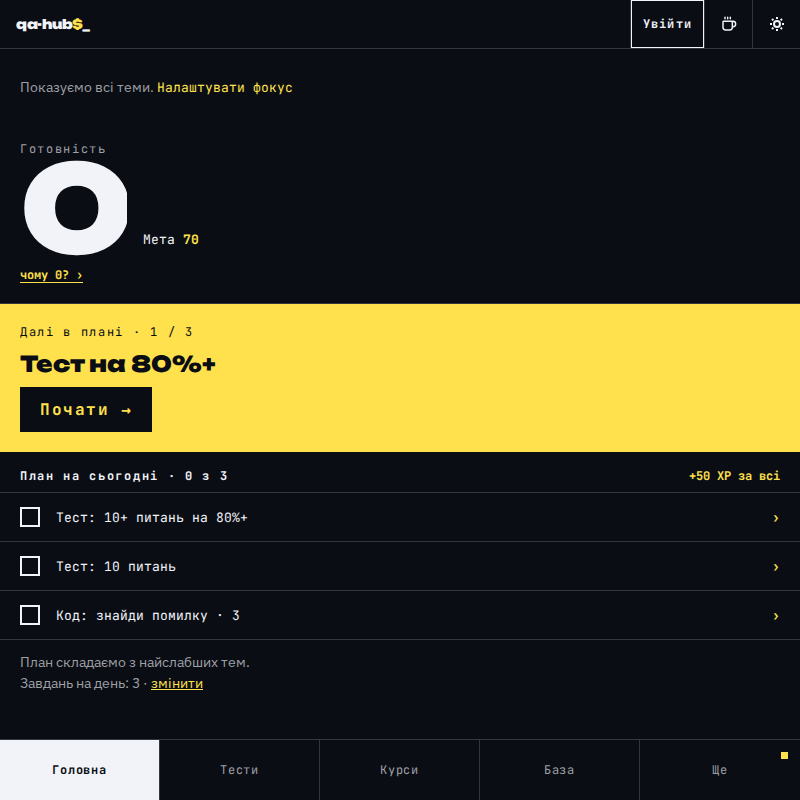 qa·hub$_
Увійти
Показуємо всі теми. Налаштувати фокус
Готовність
0
Мета 70
чому 0? ›
Далі в плані · 1 / 3
Тест на 80%+
Почати →
План на сьогодні · 0 з 3
+50 XP за всі
Тест: 10+ питань на 80%+ ›
Тест: 10 питань ›
Код: знайди помилку · 3 ›
План складаємо з найслабших тем.
Завдань на день: 3 · змінити
Головна
Тести
Курси
База
Ще